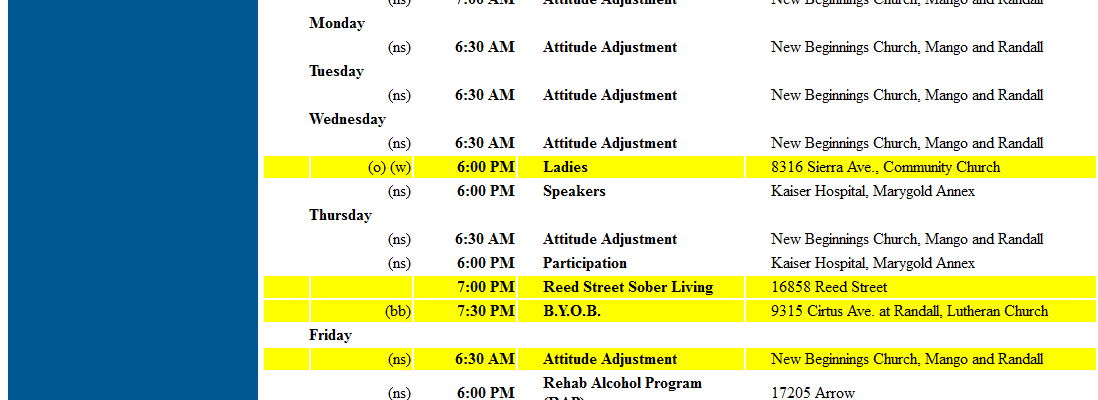 (ns) 7:00 AM Attitude Adjustment New Beginnings Church, Mango and Randall
Monday
(ns) 6:30 AM Attitude Adjustment New Beginnings Church, Mango and Randall
Tuesday
(ns) 6:30 AM Attitude Adjustment New Beginnings Church, Mango and Randall
Wednesday
(ns) 6:30 AM Attitude Adjustment New Beginnings Church, Mango and Randall
(o) (w) 6:00 PM Ladies 8316 Sierra Ave., Community Church
(ns) 6:00 PM Speakers Kaiser Hospital, Marygold Annex
Thursday
(ns) 6:30 AM Attitude Adjustment New Beginnings Church, Mango and Randall
(ns) 6:00 PM Participation Kaiser Hospital, Marygold Annex
7:00 PM Reed Street Sober Living 16858 Reed Street
(bb) 7:30 PM B.Y.O.B. 9315 Cirtus Ave. at Randall, Lutheran Church
Friday
(ns) 6:30 AM Attitude Adjustment New Beginnings Church, Mango and Randall
(ns) 6:00 PM Rehab Alcohol Program 17205 Arrow
(RAP)